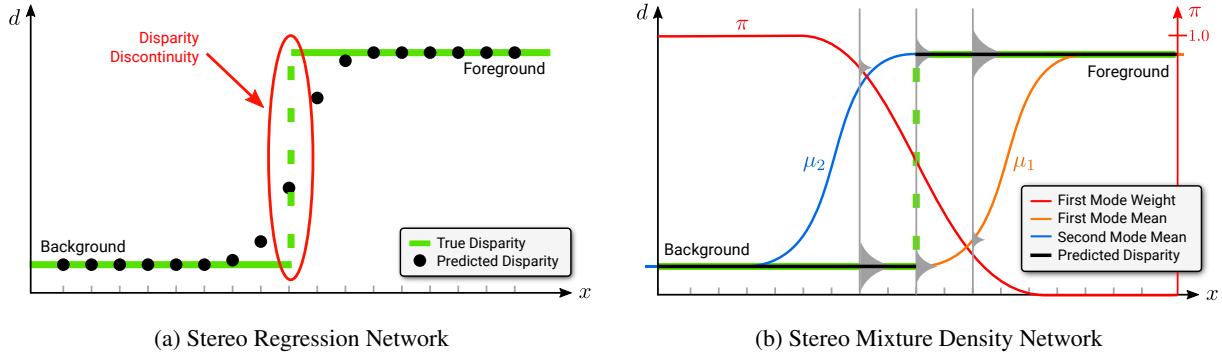 d
Disparity
Discontinuity
Foreground
Background
True Disparity
Predicted Disparity
x
(a) Stereo Regression Network
d
π
π
1.0
Foreground
μ2
μ1
First Mode Weight
First Mode Mean
Second Mode Mean
Predicted Disparity
Background
x
(b) Stereo Mixture Density Network